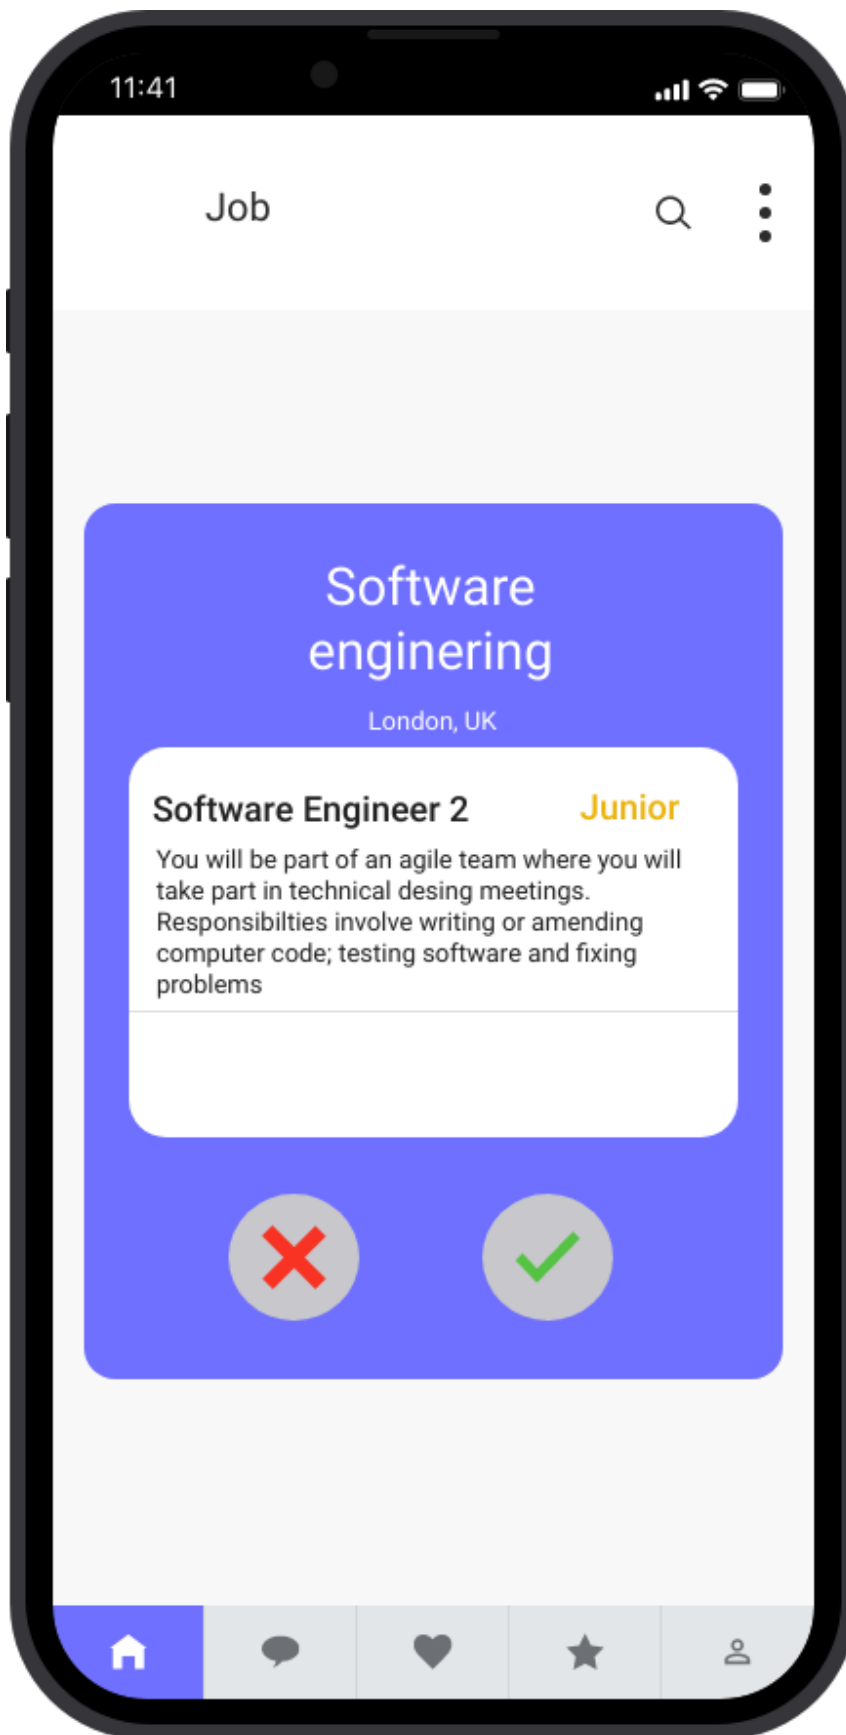 11:41
Job
Software
enginering
London, UK
Software Engineer 2
Junior
You will be part of an agile team where you will
take part in technical desing meetings.
Responsibilties involve writing or amending
computer code; testing software and fixing
problems